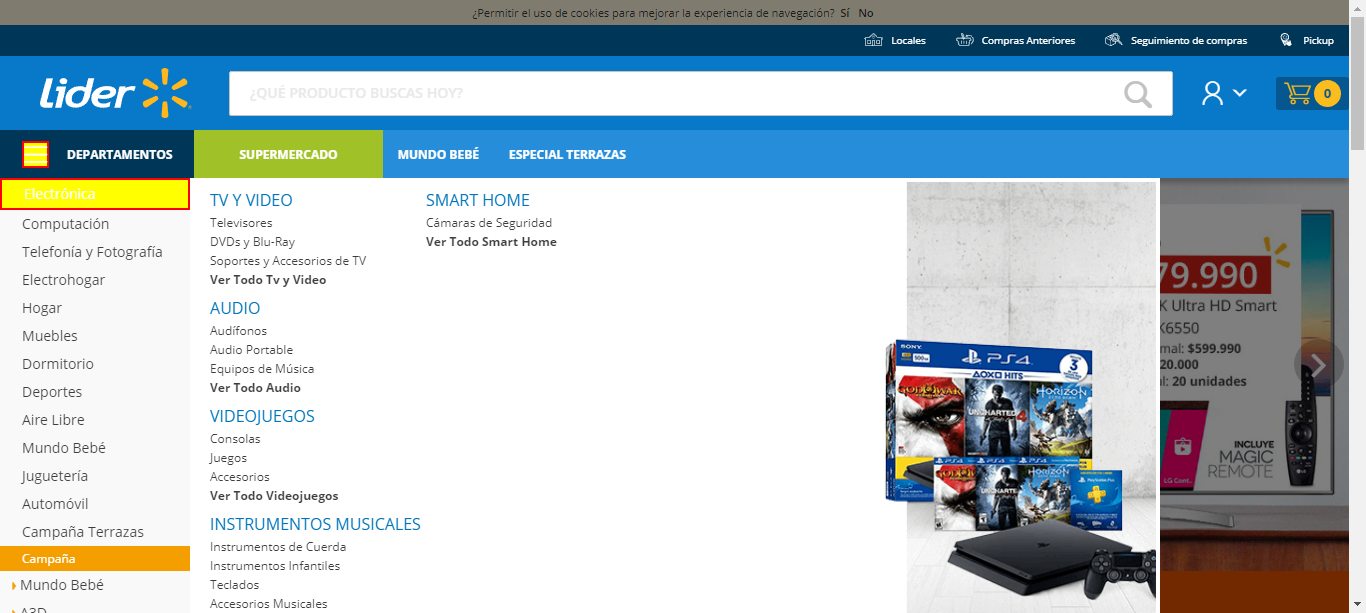 ¿Permitir el uso de cookies para mejorar la experiencia de navegación? Sí No
Locales Compras Anteriores Seguimiento de compras Pickup
Lider
¿QUÉ PRODUCTO BUSCAS HOY?
0
DEPARTAMENTOS
SUPERMERCADO
MUNDO BEBÉ
ESPECIAL TERRAZAS
Electrónica
Computación
Telefonía y Fotografía
Electrohogar
Hogar
Muebles
Dormitorio
Deportes
Aire Libre
Mundo Bebé
Juguetería
Automóvil
Campaña Terrazas
Campaña
Mundo Bebé
A3D
TV Y VIDEO
Televisores
DVDs y Blu-Ray
Soportes y Accesorios de TV
Ver Todo Tv y Video
AUDIO
Audífonos
Audio Portable
Equipos de Música
Ver Todo Audio
VIDEOJUEGOS
Consolas
Juegos
Accesorios
Ver Todo Videojuegos
INSTRUMENTOS MUSICALES
Instrumentos de Cuerda
Instrumentos Infantiles
Teclados
Accesorios Musicales
SMART HOME
Cámaras de Seguridad
Ver Todo Smart Home
SONY
PS4
HITS
3
GOD OF WAR
UNCHARTED 4
HORIZON
PS4
HORIZON
79.990
K Ultra HD Smart
K6550
mal: $599.990
20.000
l: 20 unidades
INCLUYE
MAGIC
REMOTE
LG Cont.